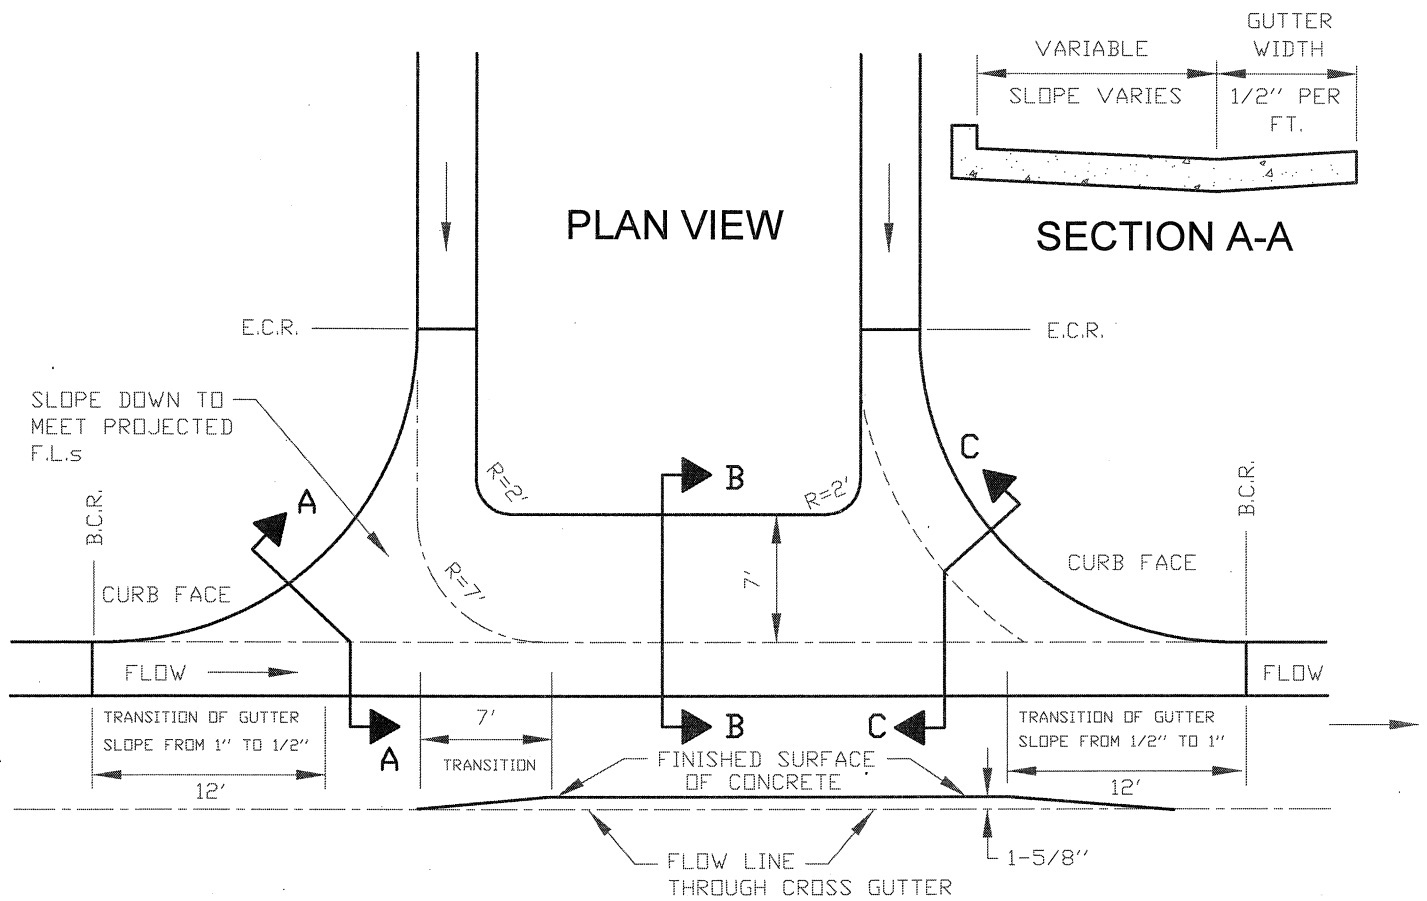 GUTTER
VARIABLE WIDTH
SLOPE VARIES 1/2" PER
FT.
PLAN VIEW
SECTION A-A
E.C.R.
E.C.R.
SLOPE DOWN TO
MEET PROJECTED
F.L.s
B.C.R.
A
R=2'
B
R=2'
C
B.C.R.
CURB FACE
R=7'
7'
CURB FACE
FLOW
FLOW
TRANSITION OF GUTTER
SLOPE FROM 1" TO 1/2"
12'
A
7'
TRANSITION
B
C
TRANSITION OF GUTTER
SLOPE FROM 1/2" TO 1"
12'
FINISHED SURFACE
OF CONCRETE
FLOW LINE
THROUGH CROSS GUTTER
1-5/8"